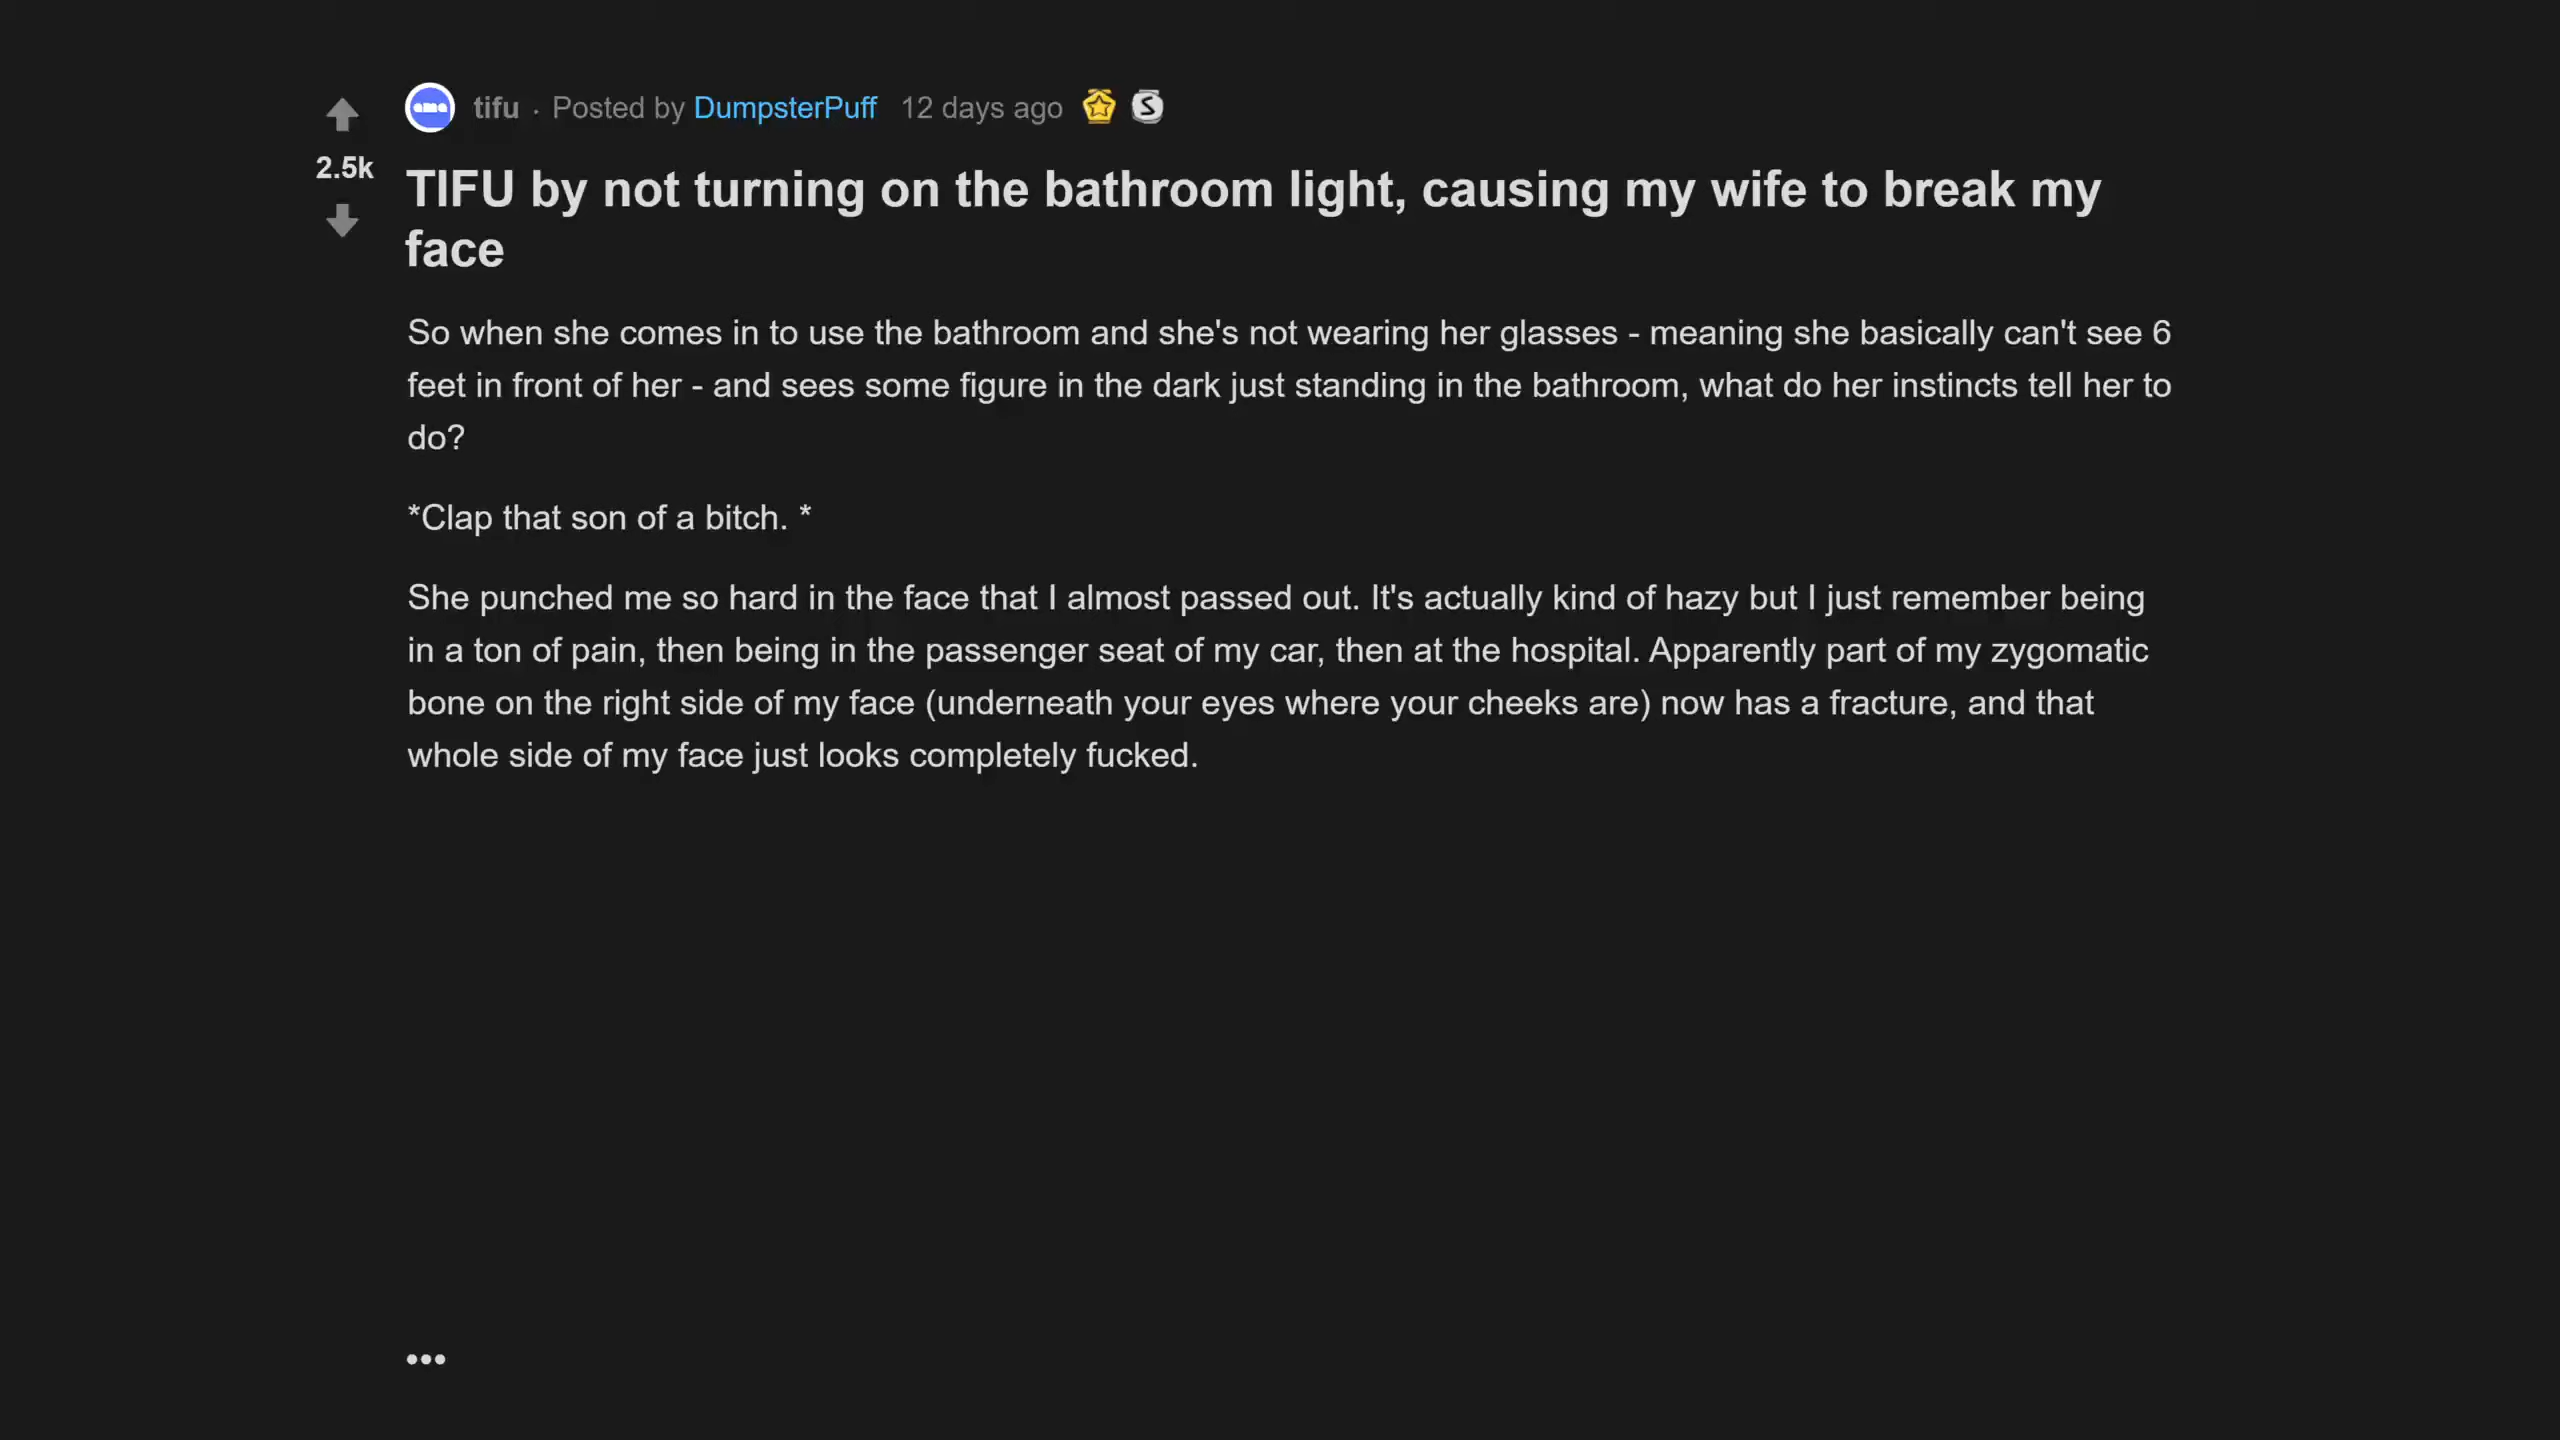 tifu · Posted by DumpsterPuff 12 days ago
2.5k
TIFU by not turning on the bathroom light, causing my wife to break my
face
So when she comes in to use the bathroom and she's not wearing her glasses - meaning she basically can't see 6
feet in front of her - and sees some figure in the dark just standing in the bathroom, what do her instincts tell her to
do?
*Clap that son of a bitch. *
She punched me so hard in the face that I almost passed out. It's actually kind of hazy but I just remember being
in a ton of pain, then being in the passenger seat of my car, then at the hospital. Apparently part of my zygomatic
bone on the right side of my face (underneath your eyes where your cheeks are) now has a fracture, and that
whole side of my face just looks completely fucked.
•••